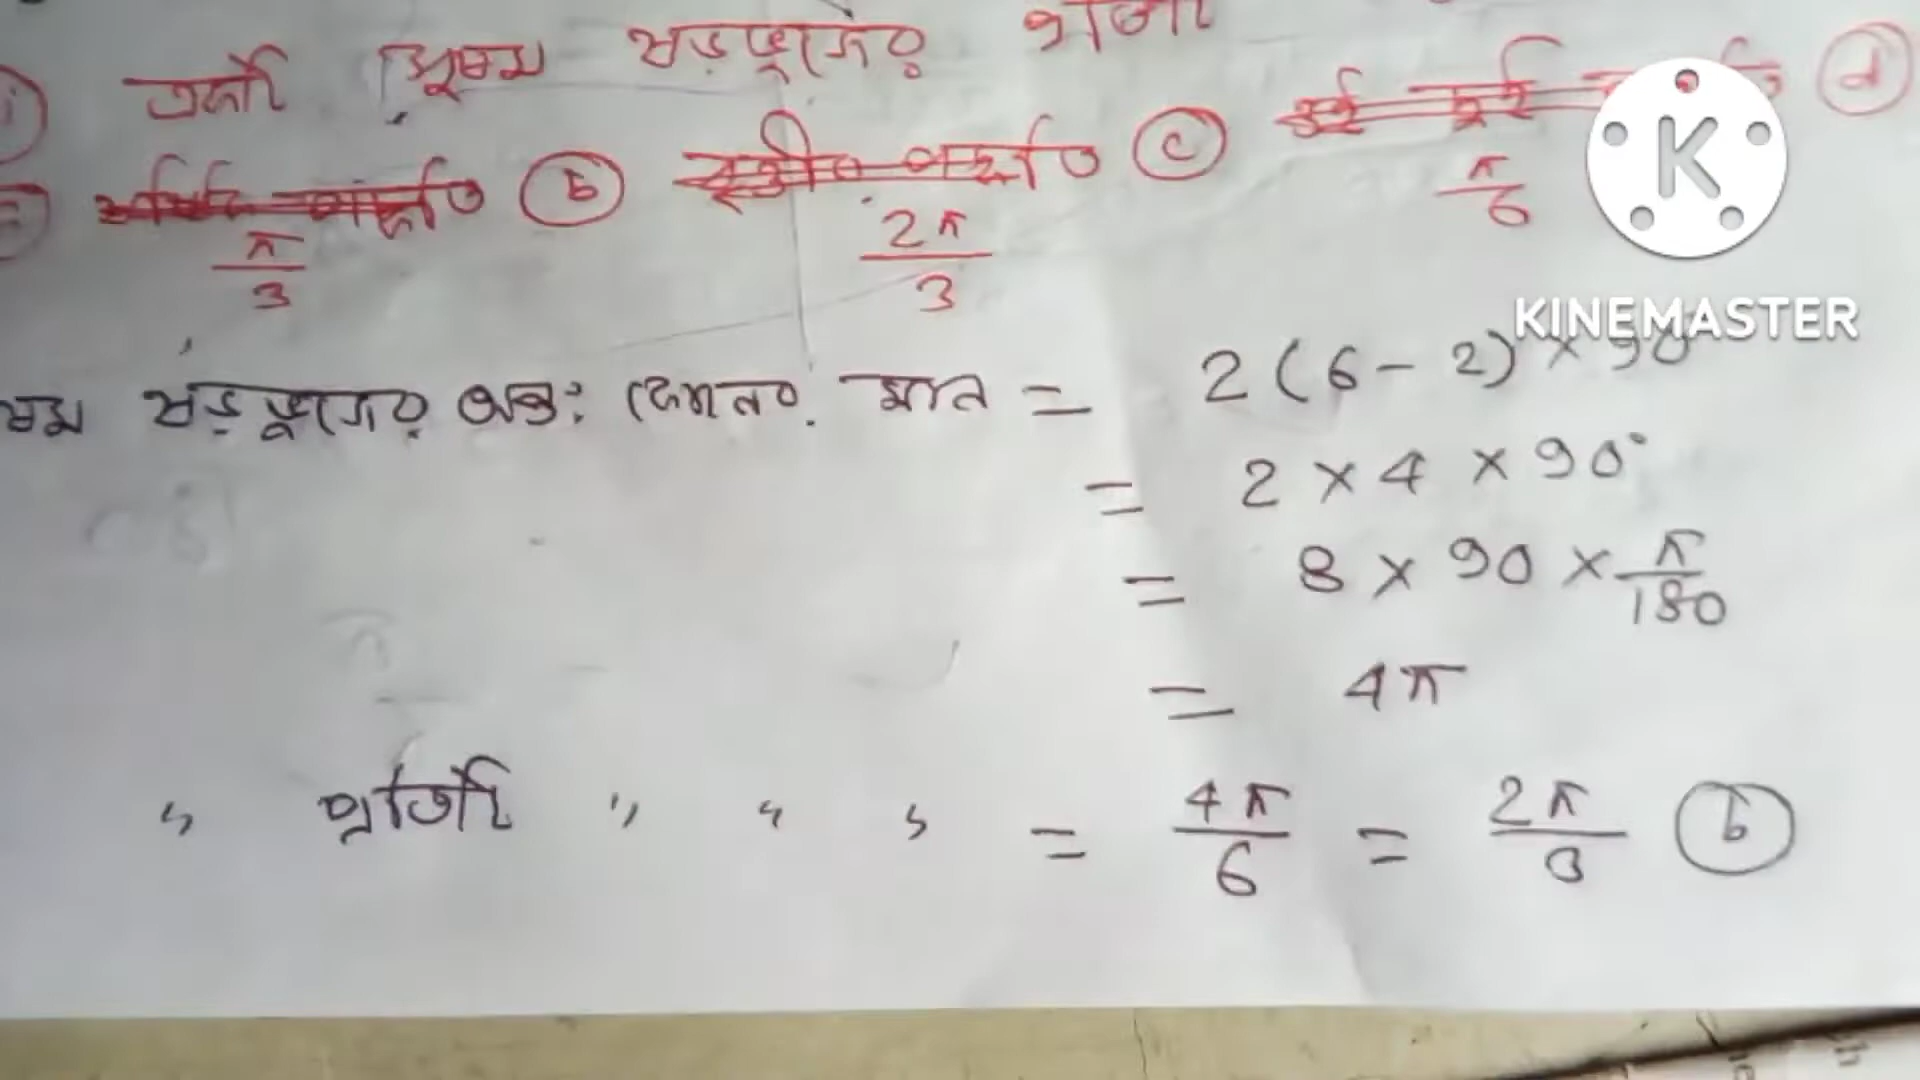 একটি সুষম ষড়ভুজের প্রতিটি
ⓑ ⓒ ⓓ
π/3 2π/3 π/6
KINEMASTER
ষম ষড়ভুজের অন্তঃ কোনের মান = 2(6-2)×90°
= 2×4×90°
= 8×90×π/180
= 4π
" প্রতিটি " " " = 4π/6 = 2π/3 ⓑ